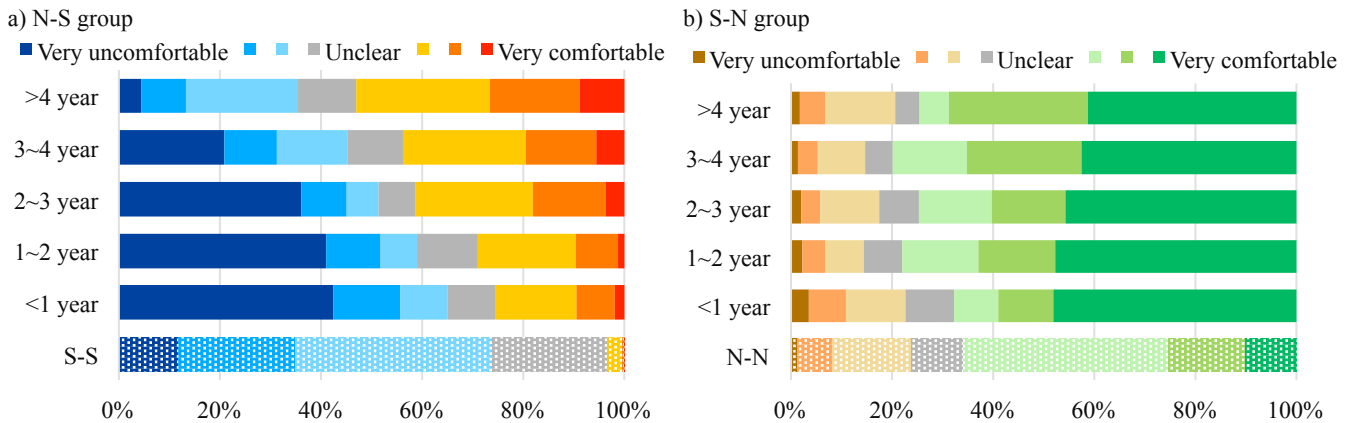 a) N-S group
Very uncomfortable Unclear Very comfortable
>4 year
3~4 year
2~3 year
1~2 year
<1 year
S-S
0% 20% 40% 60% 80% 100%
b) S-N group
Very uncomfortable Unclear Very comfortable
>4 year
3~4 year
2~3 year
1~2 year
<1 year
N-N
0% 20% 40% 60% 80% 100%